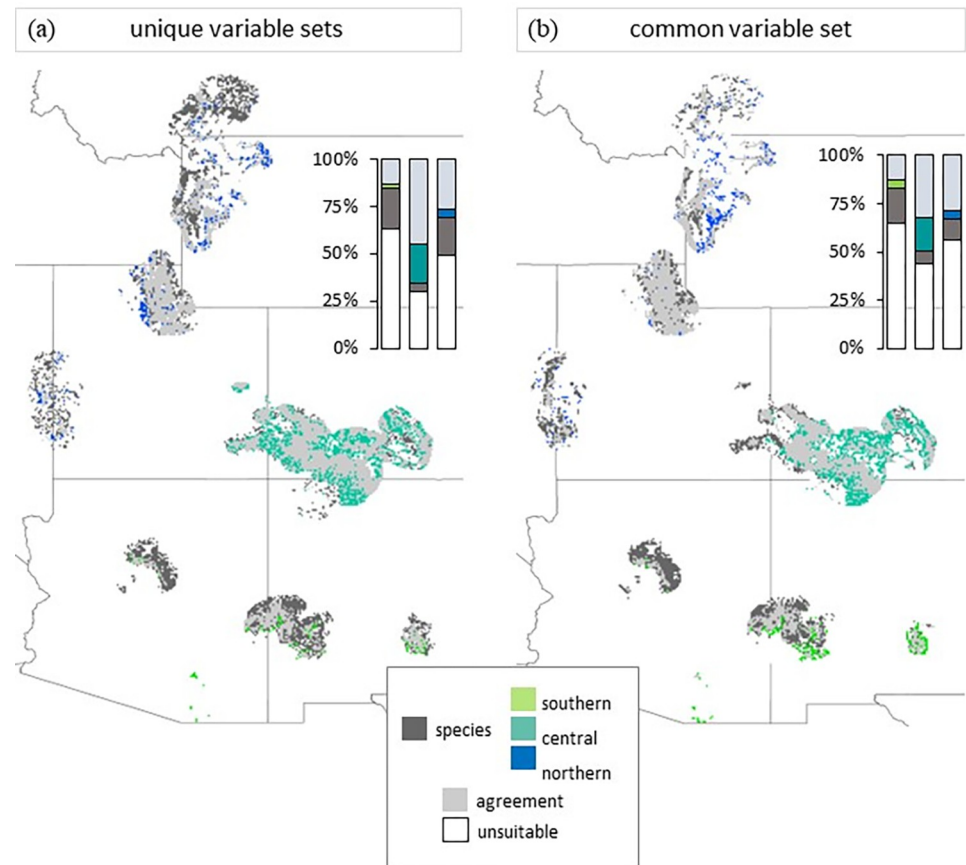 (a) unique variable sets
(b) common variable set
100%
75%
50%
25%
0%
100%
75%
50%
25%
0%
southern
species
central
northern
agreement
unsuitable